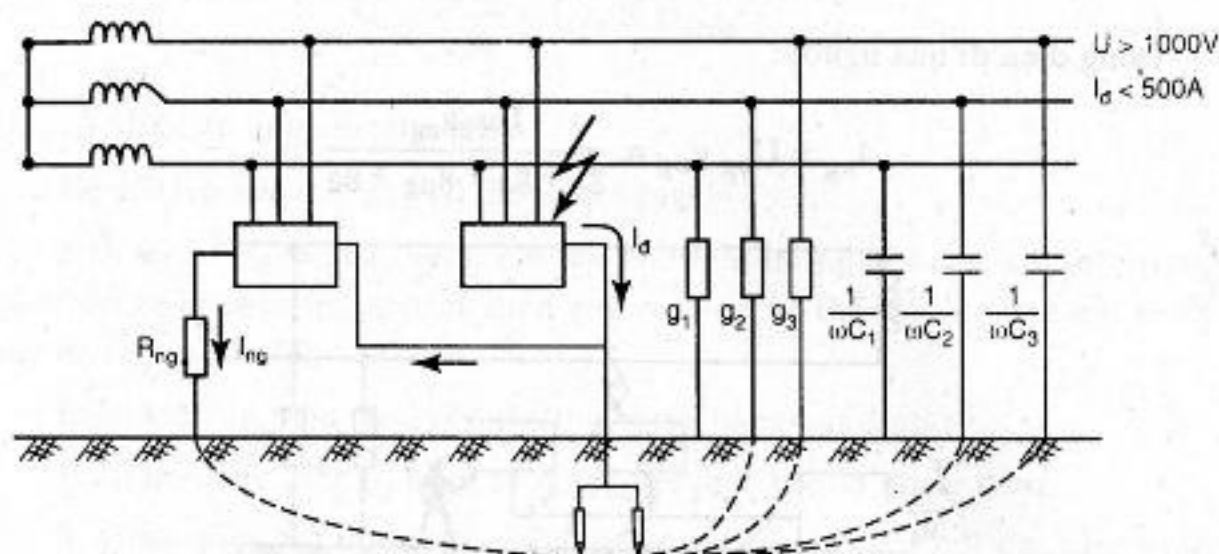 U > 1000V
I_d < 500A
I_d
R_ng
I_ng
g_1 g_2 g_3
1/ωC_1 1/ωC_2 1/ωC_3